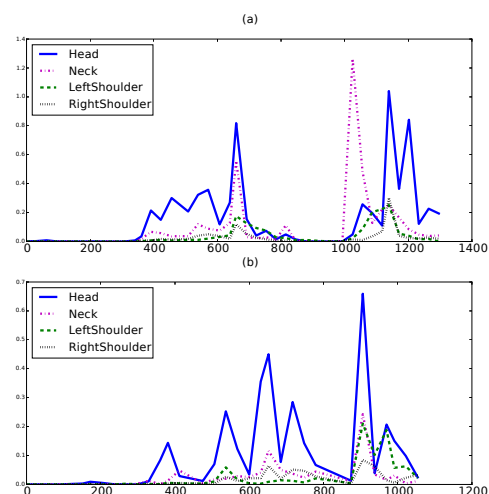 (a)
1.4
1.2
1.0
0.8
0.6
0.4
0.2
0.0
Head
Neck
LeftShoulder
RightShoulder
0 200 400 600 800 1000 1200 1400
(b)
0.7
0.6
0.5
0.4
0.3
0.2
0.1
0.0
Head
Neck
LeftShoulder
RightShoulder
0 200 400 600 800 1000 1200